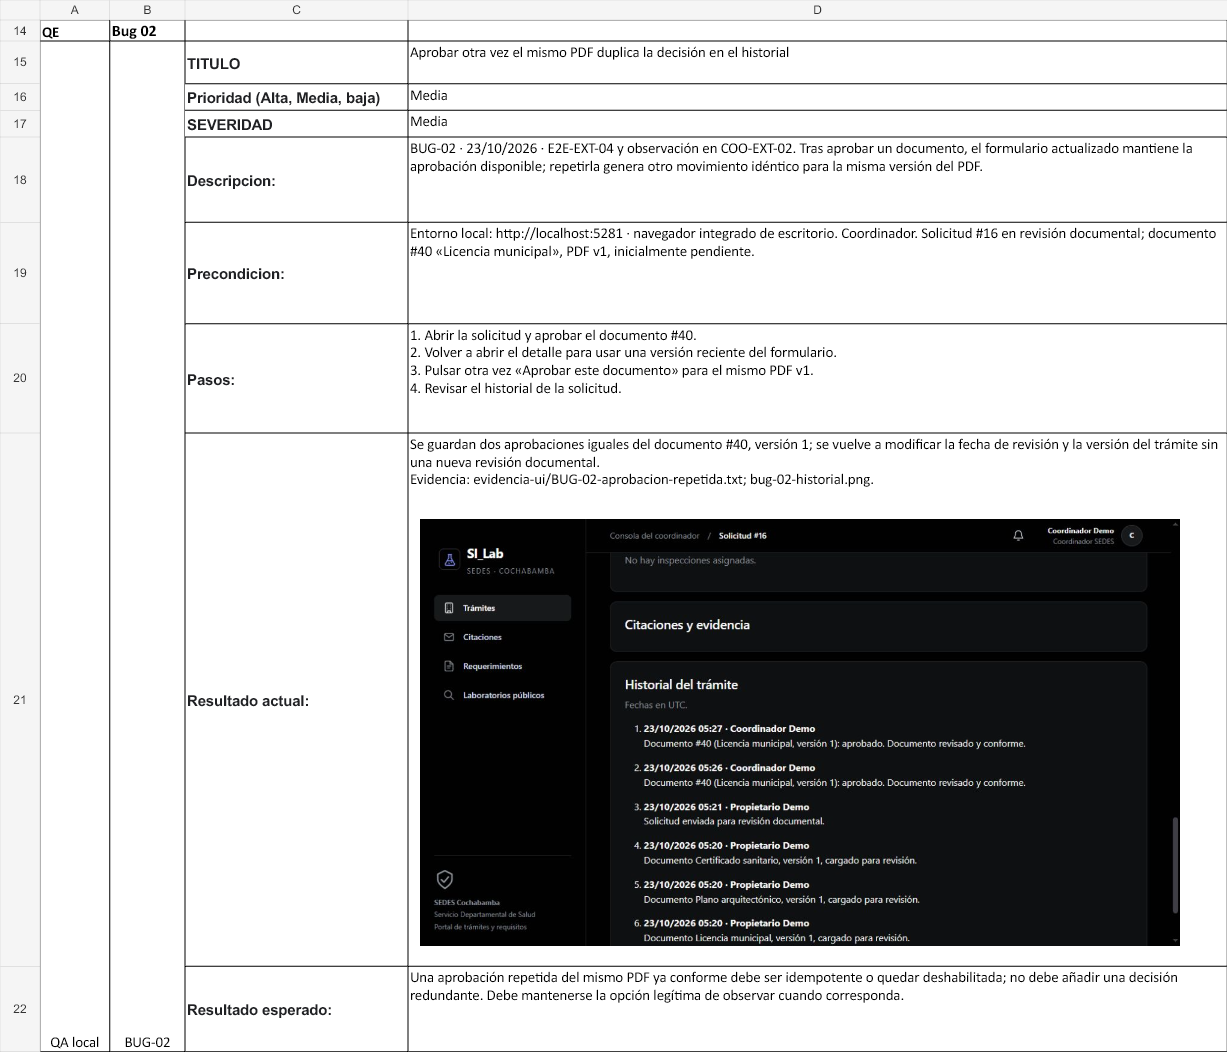 A B C D
14 QE Bug 02
15 TITULO Aprobar otra vez el mismo PDF duplica la decisión en el historial
16 Prioridad (Alta, Media, baja) Media
17 SEVERIDAD Media
18 Descripcion: BUG-02 · 23/10/2026 · E2E-EXT-04 y observación en COO-EXT-02. Tras aprobar un documento, el formulario actualizado mantiene la
aprobación disponible; repetirla genera otro movimiento idéntico para la misma versión del PDF.
19 Precondicion: Entorno local: http://localhost:5281 · navegador integrado de escritorio. Coordinador. Solicitud #16 en revisión documental; documento
#40 «Licencia municipal», PDF v1, inicialmente pendiente.
20 Pasos: 1. Abrir la solicitud y aprobar el documento #40.
2. Volver a abrir el detalle para usar una versión reciente del formulario.
3. Pulsar otra vez «Aprobar este documento» para el mismo PDF v1.
4. Revisar el historial de la solicitud.
21 Resultado actual: Se guardan dos aprobaciones iguales del documento #40, versión 1; se vuelve a modificar la fecha de revisión y la versión del trámite sin
una nueva revisión documental.
Evidencia: evidencia-ui/BUG-02-aprobacion-repetida.txt; bug-02-historial.png.
SI_Lab
SEDES · COCHABAMBA
Trámites
Citaciones
Requerimientos
Laboratorios públicos
SEDES Cochabamba
Servicio Departamental de Salud
Portal de trámites y requisitos
Consola del coordinador / Solicitud #16
Coordinador Demo
Coordinador SEDES
C
No hay inspecciones asignadas.
Citaciones y evidencia
Historial del trámite
Fechas en UTC.
1. 23/10/2026 05:27 · Coordinador Demo
Documento #40 (Licencia municipal, versión 1): aprobado. Documento revisado y conforme.
2. 23/10/2026 05:26 · Coordinador Demo
Documento #40 (Licencia municipal, versión 1): aprobado. Documento revisado y conforme.
3. 23/10/2026 05:21 · Propietario Demo
Solicitud enviada para revisión documental.
4. 23/10/2026 05:20 · Propietario Demo
Documento Certificado sanitario, versión 1, cargado para revisión.
5. 23/10/2026 05:20 · Propietario Demo
Documento Plano arquitectónico, versión 1, cargado para revisión.
6. 23/10/2026 05:20 · Propietario Demo
Documento Licencia municipal, versión 1, cargado para revisión.
22 Resultado esperado: Una aprobación repetida del mismo PDF ya conforme debe ser idempotente o quedar deshabilitada; no debe añadir una decisión
redundante. Debe mantenerse la opción legítima de observar cuando corresponda.
QA local BUG-02